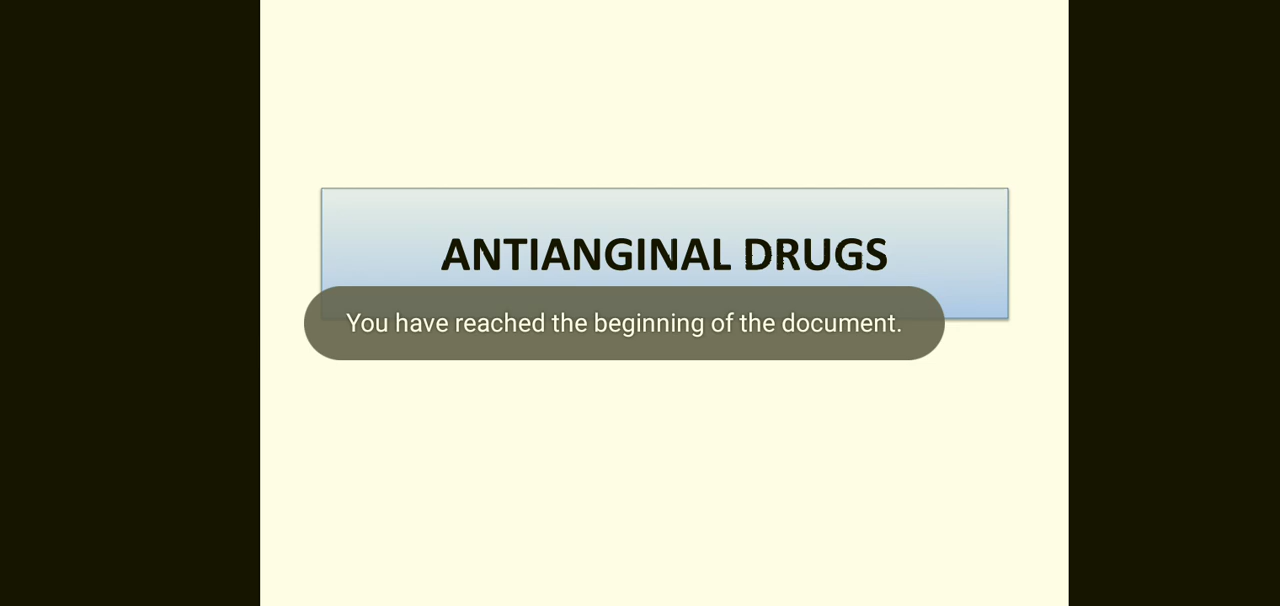 ANTIANGINAL DRUGS
You have reached the beginning of the document.